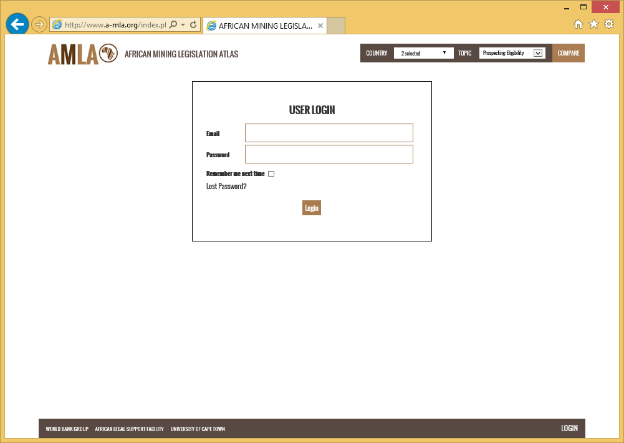 http://www.a-mla.org/index.pl
AFRICAN MINING LEGISLA...
AMLA AFRICAN MINING LEGISLATION ATLAS
COUNTRY 2 selected TOPIC Prospecting Eligibility COMPARE
USER LOGIN
Email
Password
Remember me next time
Lost Password?
Login
WORLD BANK GROUP AFRICAN LEGAL SUPPORT FACILITY UNIVERSITY OF CAPE TOWN LOGIN